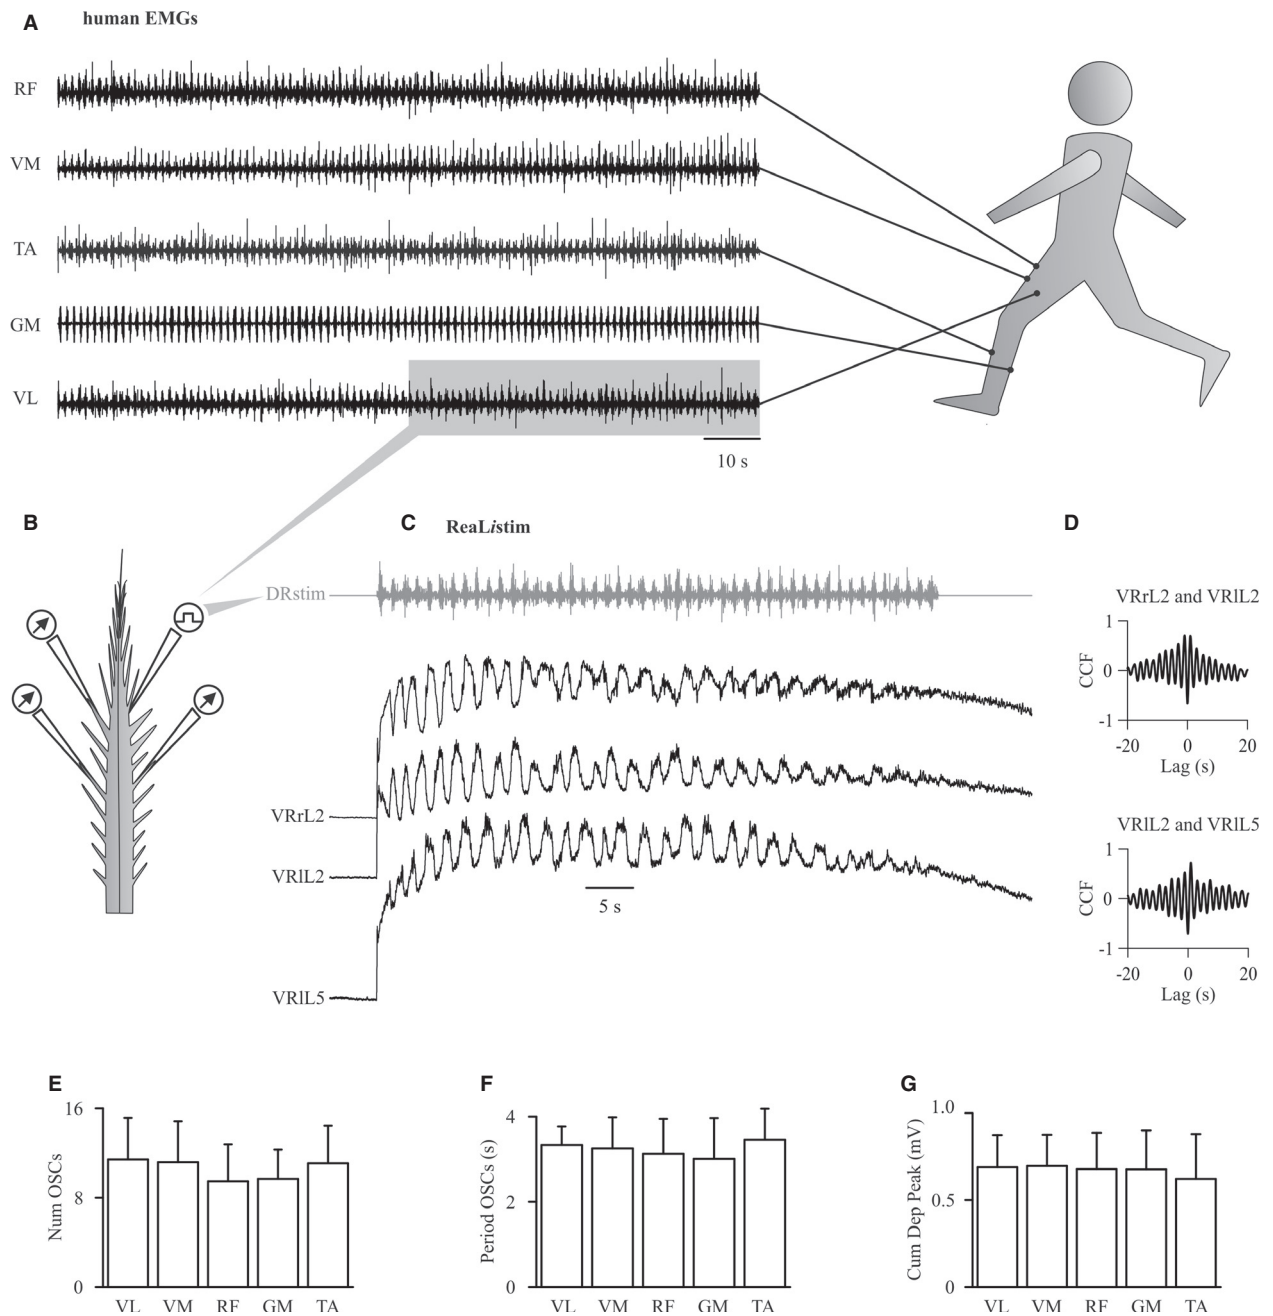 A human EMGs
RF
VM
TA
GM
VL
10 s
B
C ReaListim
D
DRstim
VRrL2
VRlL2
VRlL5
5 s
VRrL2 and VRlL2
CCF
1
0
-1
-20 0 20
Lag (s)
VRlL2 and VRlL5
CCF
1
0
-1
-20 0 20
Lag (s)
E
Num OSCs
16
8
0
VL VM RF GM TA
F
Period OSCs (s)
4
2
0
VL VM RF GM TA
G
Cum Dep Peak (mV)
1.0
0.5
0
VL VM RF GM TA